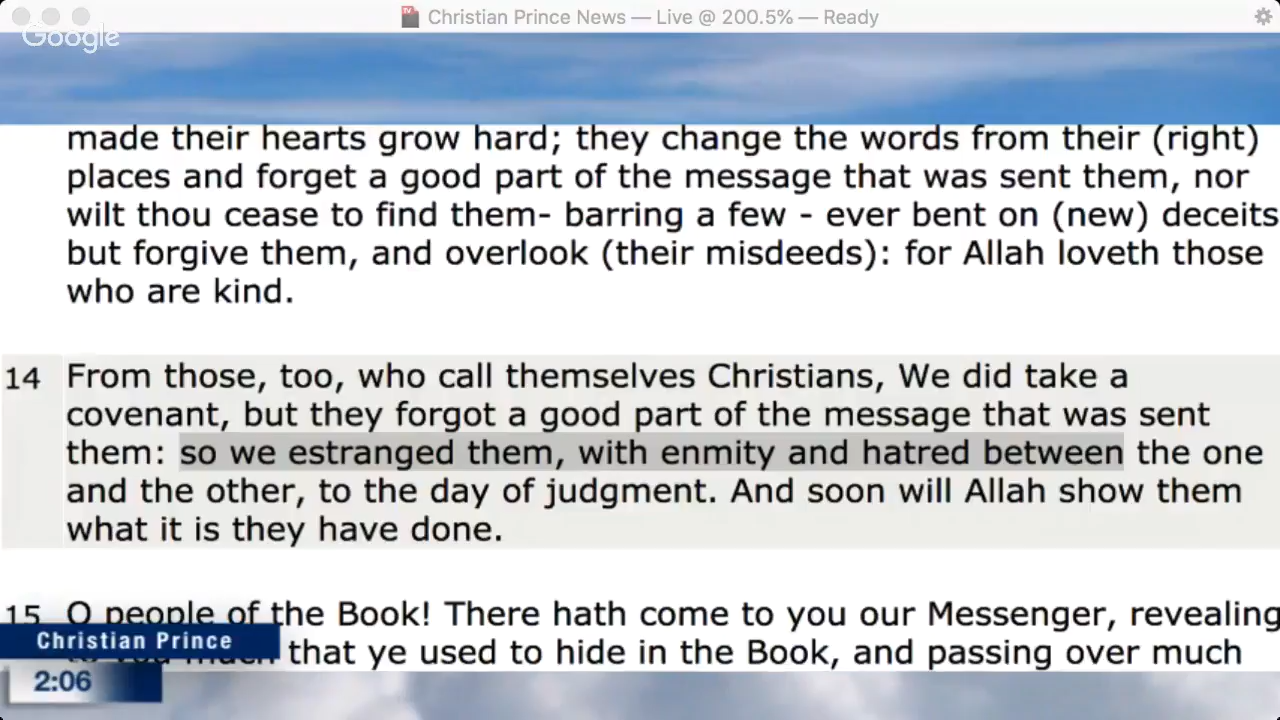 Christian Prince News — Live @ 200.5% — Ready
Google
made their hearts grow hard; they change the words from their (right)
places and forget a good part of the message that was sent them, nor
wilt thou cease to find them- barring a few - ever bent on (new) deceits
but forgive them, and overlook (their misdeeds): for Allah loveth those
who are kind.
14 From those, too, who call themselves Christians, We did take a
covenant, but they forgot a good part of the message that was sent
them: so we estranged them, with enmity and hatred between the one
and the other, to the day of judgment. And soon will Allah show them
what it is they have done.
15 O people of the Book! There hath come to you our Messenger, revealing
to you much that ye used to hide in the Book, and passing over much
Christian Prince
2:06